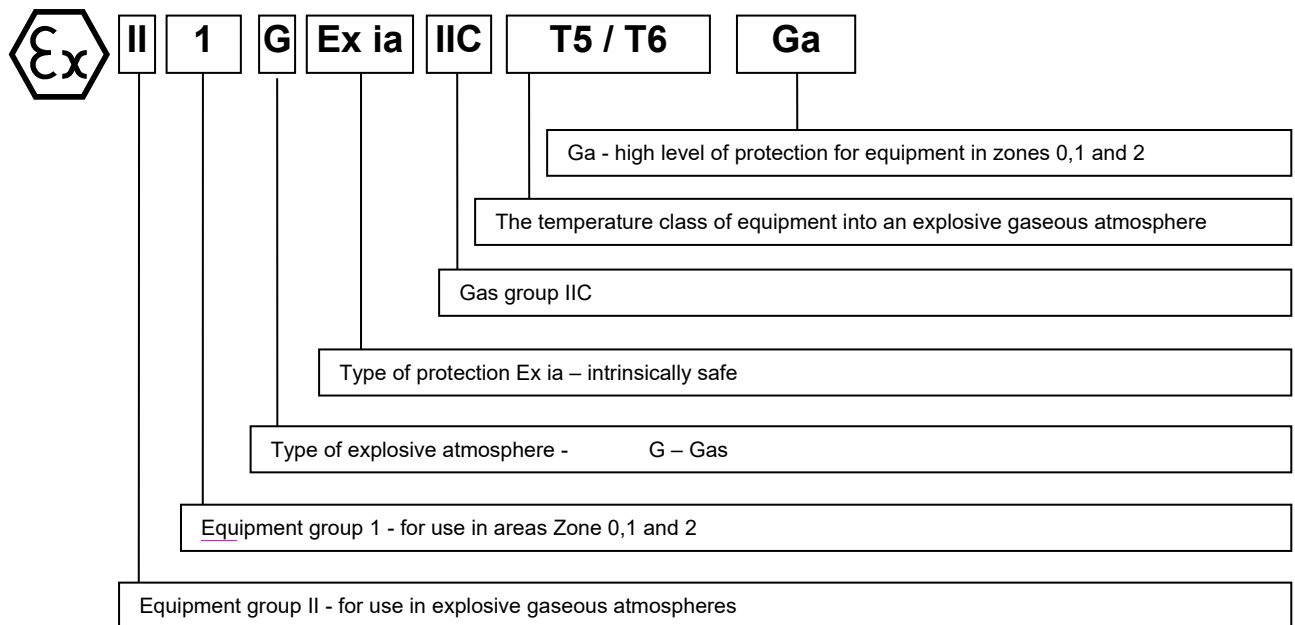 Ex II 1 G Ex ia IIC T5 / T6 Ga
Ga - high level of protection for equipment in zones 0,1 and 2
The temperature class of equipment into an explosive gaseous atmosphere
Gas group IIC
Type of protection Ex ia – intrinsically safe
Type of explosive atmosphere - G – Gas
Equipment group 1 - for use in areas Zone 0,1 and 2
Equipment group II - for use in explosive gaseous atmospheres